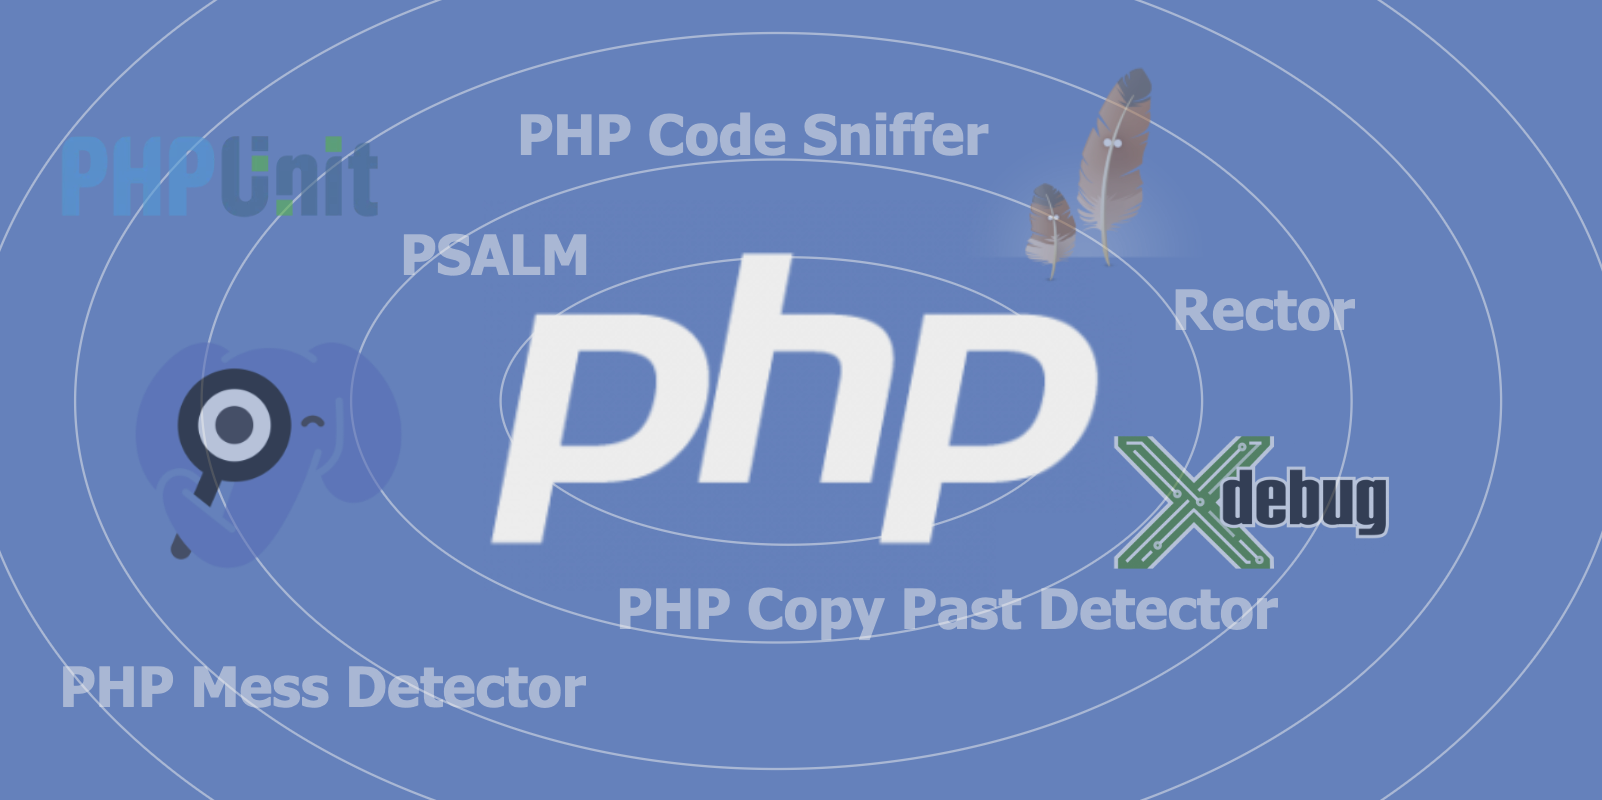 PHP Code Sniffer
PHPUnit
PSALM
php
Rector
Xdebug
PHP Copy Past Detector
PHP Mess Detector